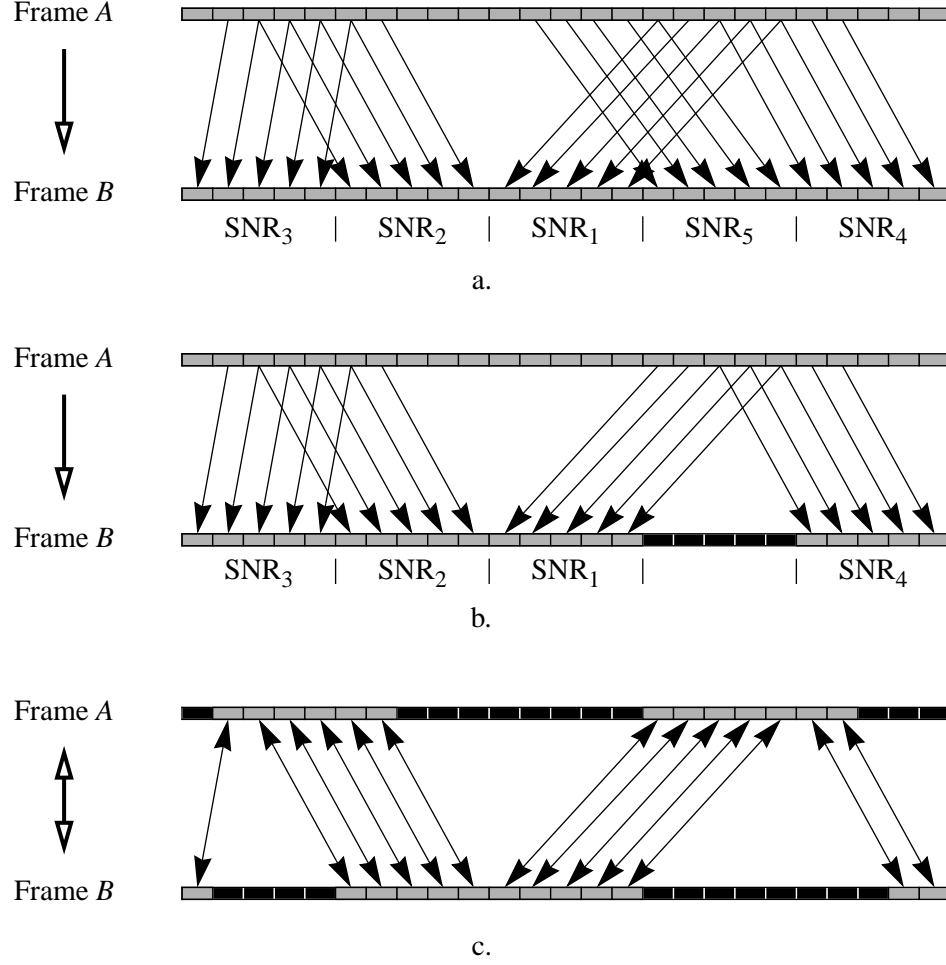 Frame A
Frame B
SNR3 | SNR2 | SNR1 | SNR5 | SNR4
a.
Frame A
Frame B
SNR3 | SNR2 | SNR1 | | SNR4
b.
Frame A
Frame B
c.